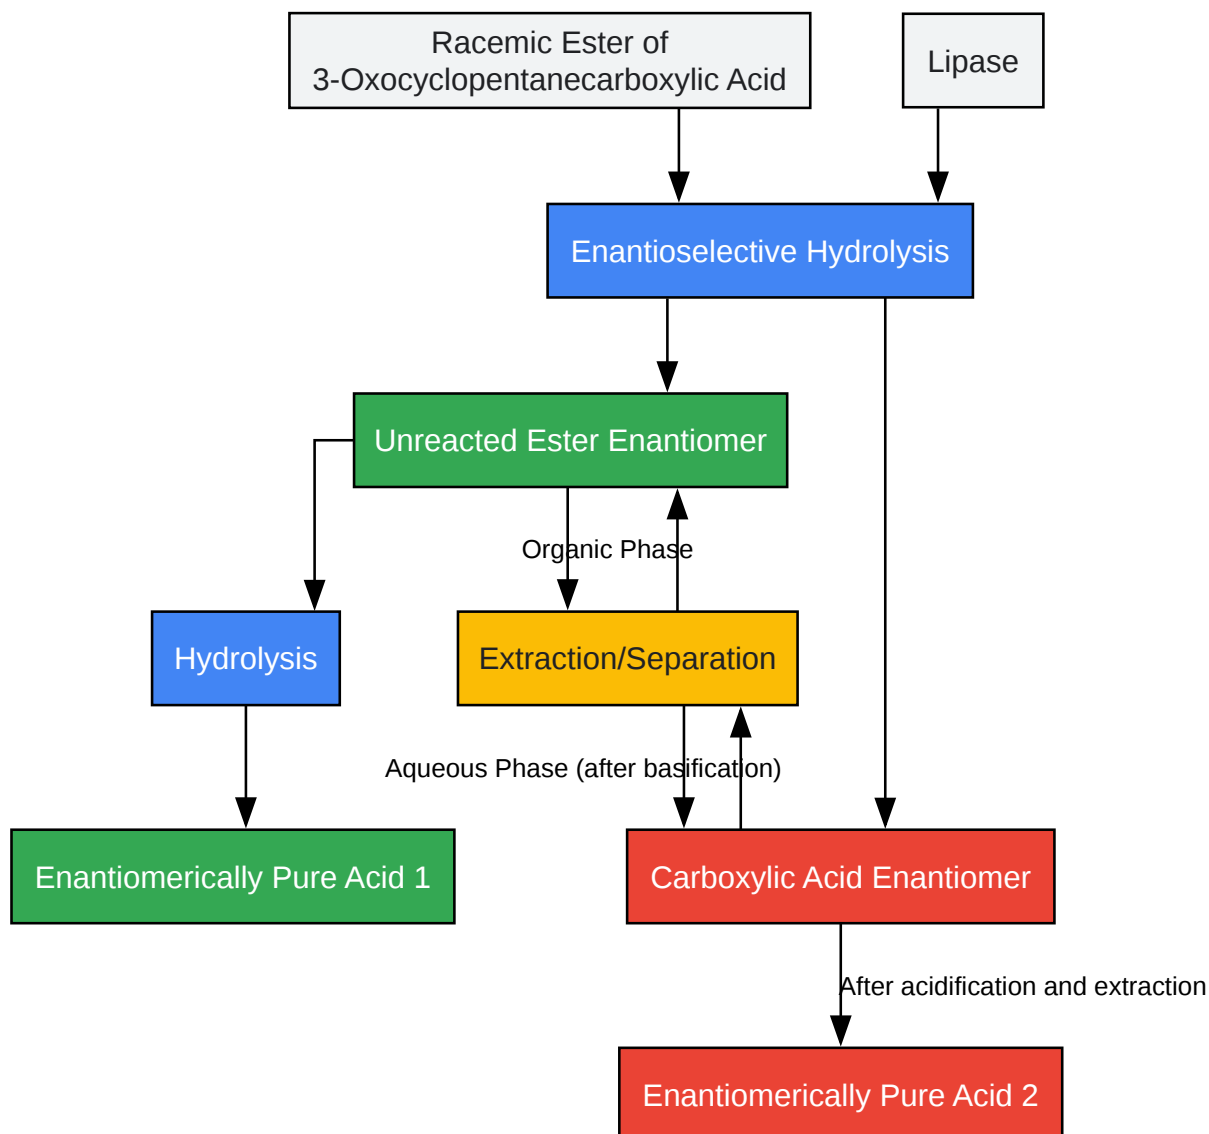 Racemic Ester of
3-Oxocyclopentanecarboxylic Acid
Lipase
Enantioselective Hydrolysis
Unreacted Ester Enantiomer
Organic Phase
Hydrolysis
Extraction/Separation
Aqueous Phase (after basification)
Enantiomerically Pure Acid 1
Carboxylic Acid Enantiomer
After acidification and extraction
Enantiomerically Pure Acid 2